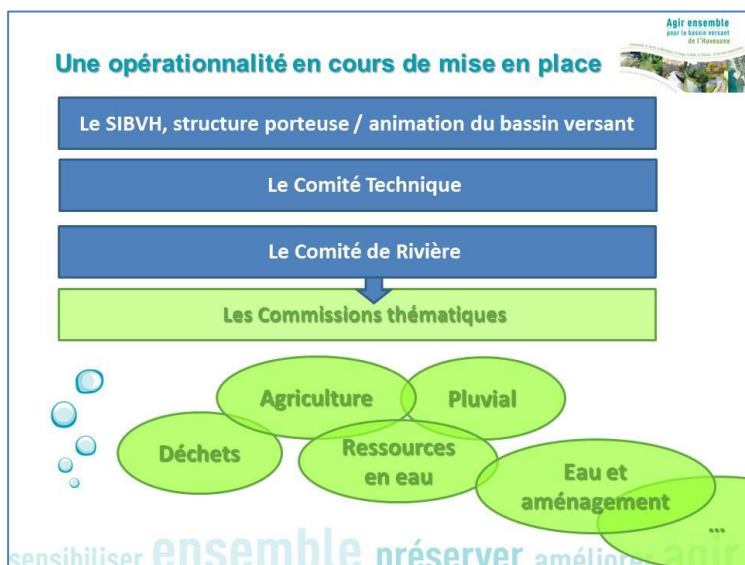 Agir ensemble
pour le bassin versant
de l'Huveaune
Une opérationnalité en cours de mise en place
Le SIBVH, structure porteuse / animation du bassin versant
Le Comité Technique
Le Comité de Rivière
Les Commissions thématiques
Agriculture
Pluvial
Déchets
Ressources
en eau
Eau et
aménagement
...
sensibiliser ensemble préserver améliorer agir